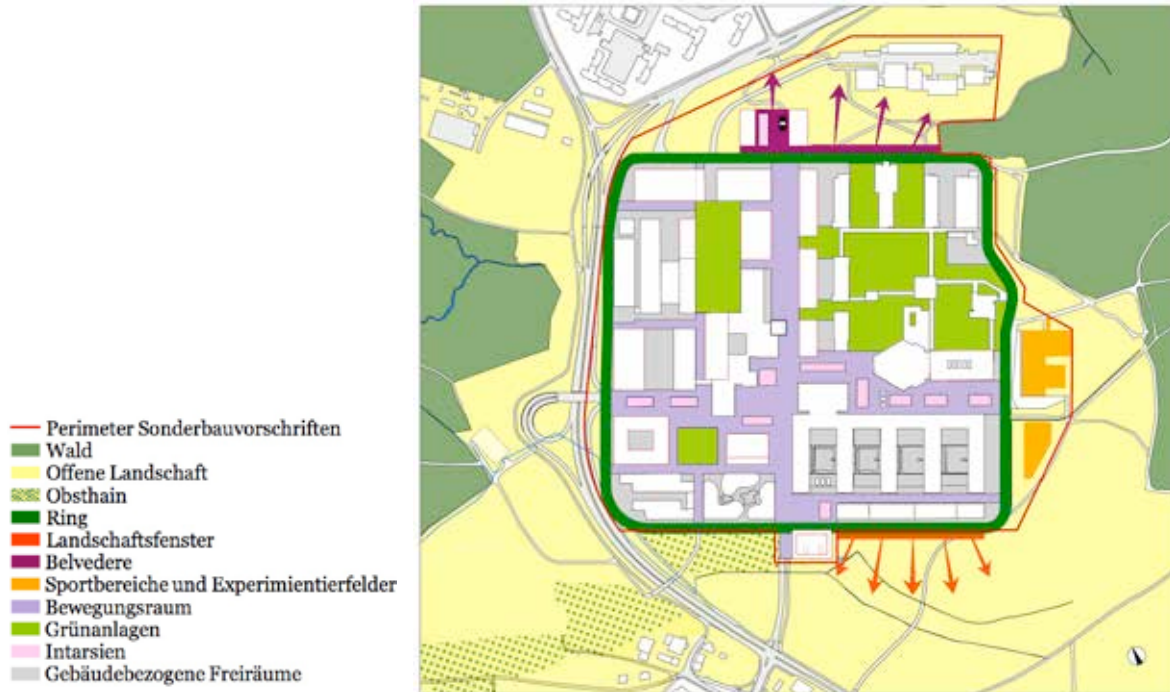 Perimeter Sonderbauvorschriften
Wald
Offene Landschaft
Obsthain
Ring
Landschaftsfenster
Belvedere
Sportbereiche und Experimientierfelder
Bewegungsraum
Grünanlagen
Intarsien
Gebäudebezogene Freiräume